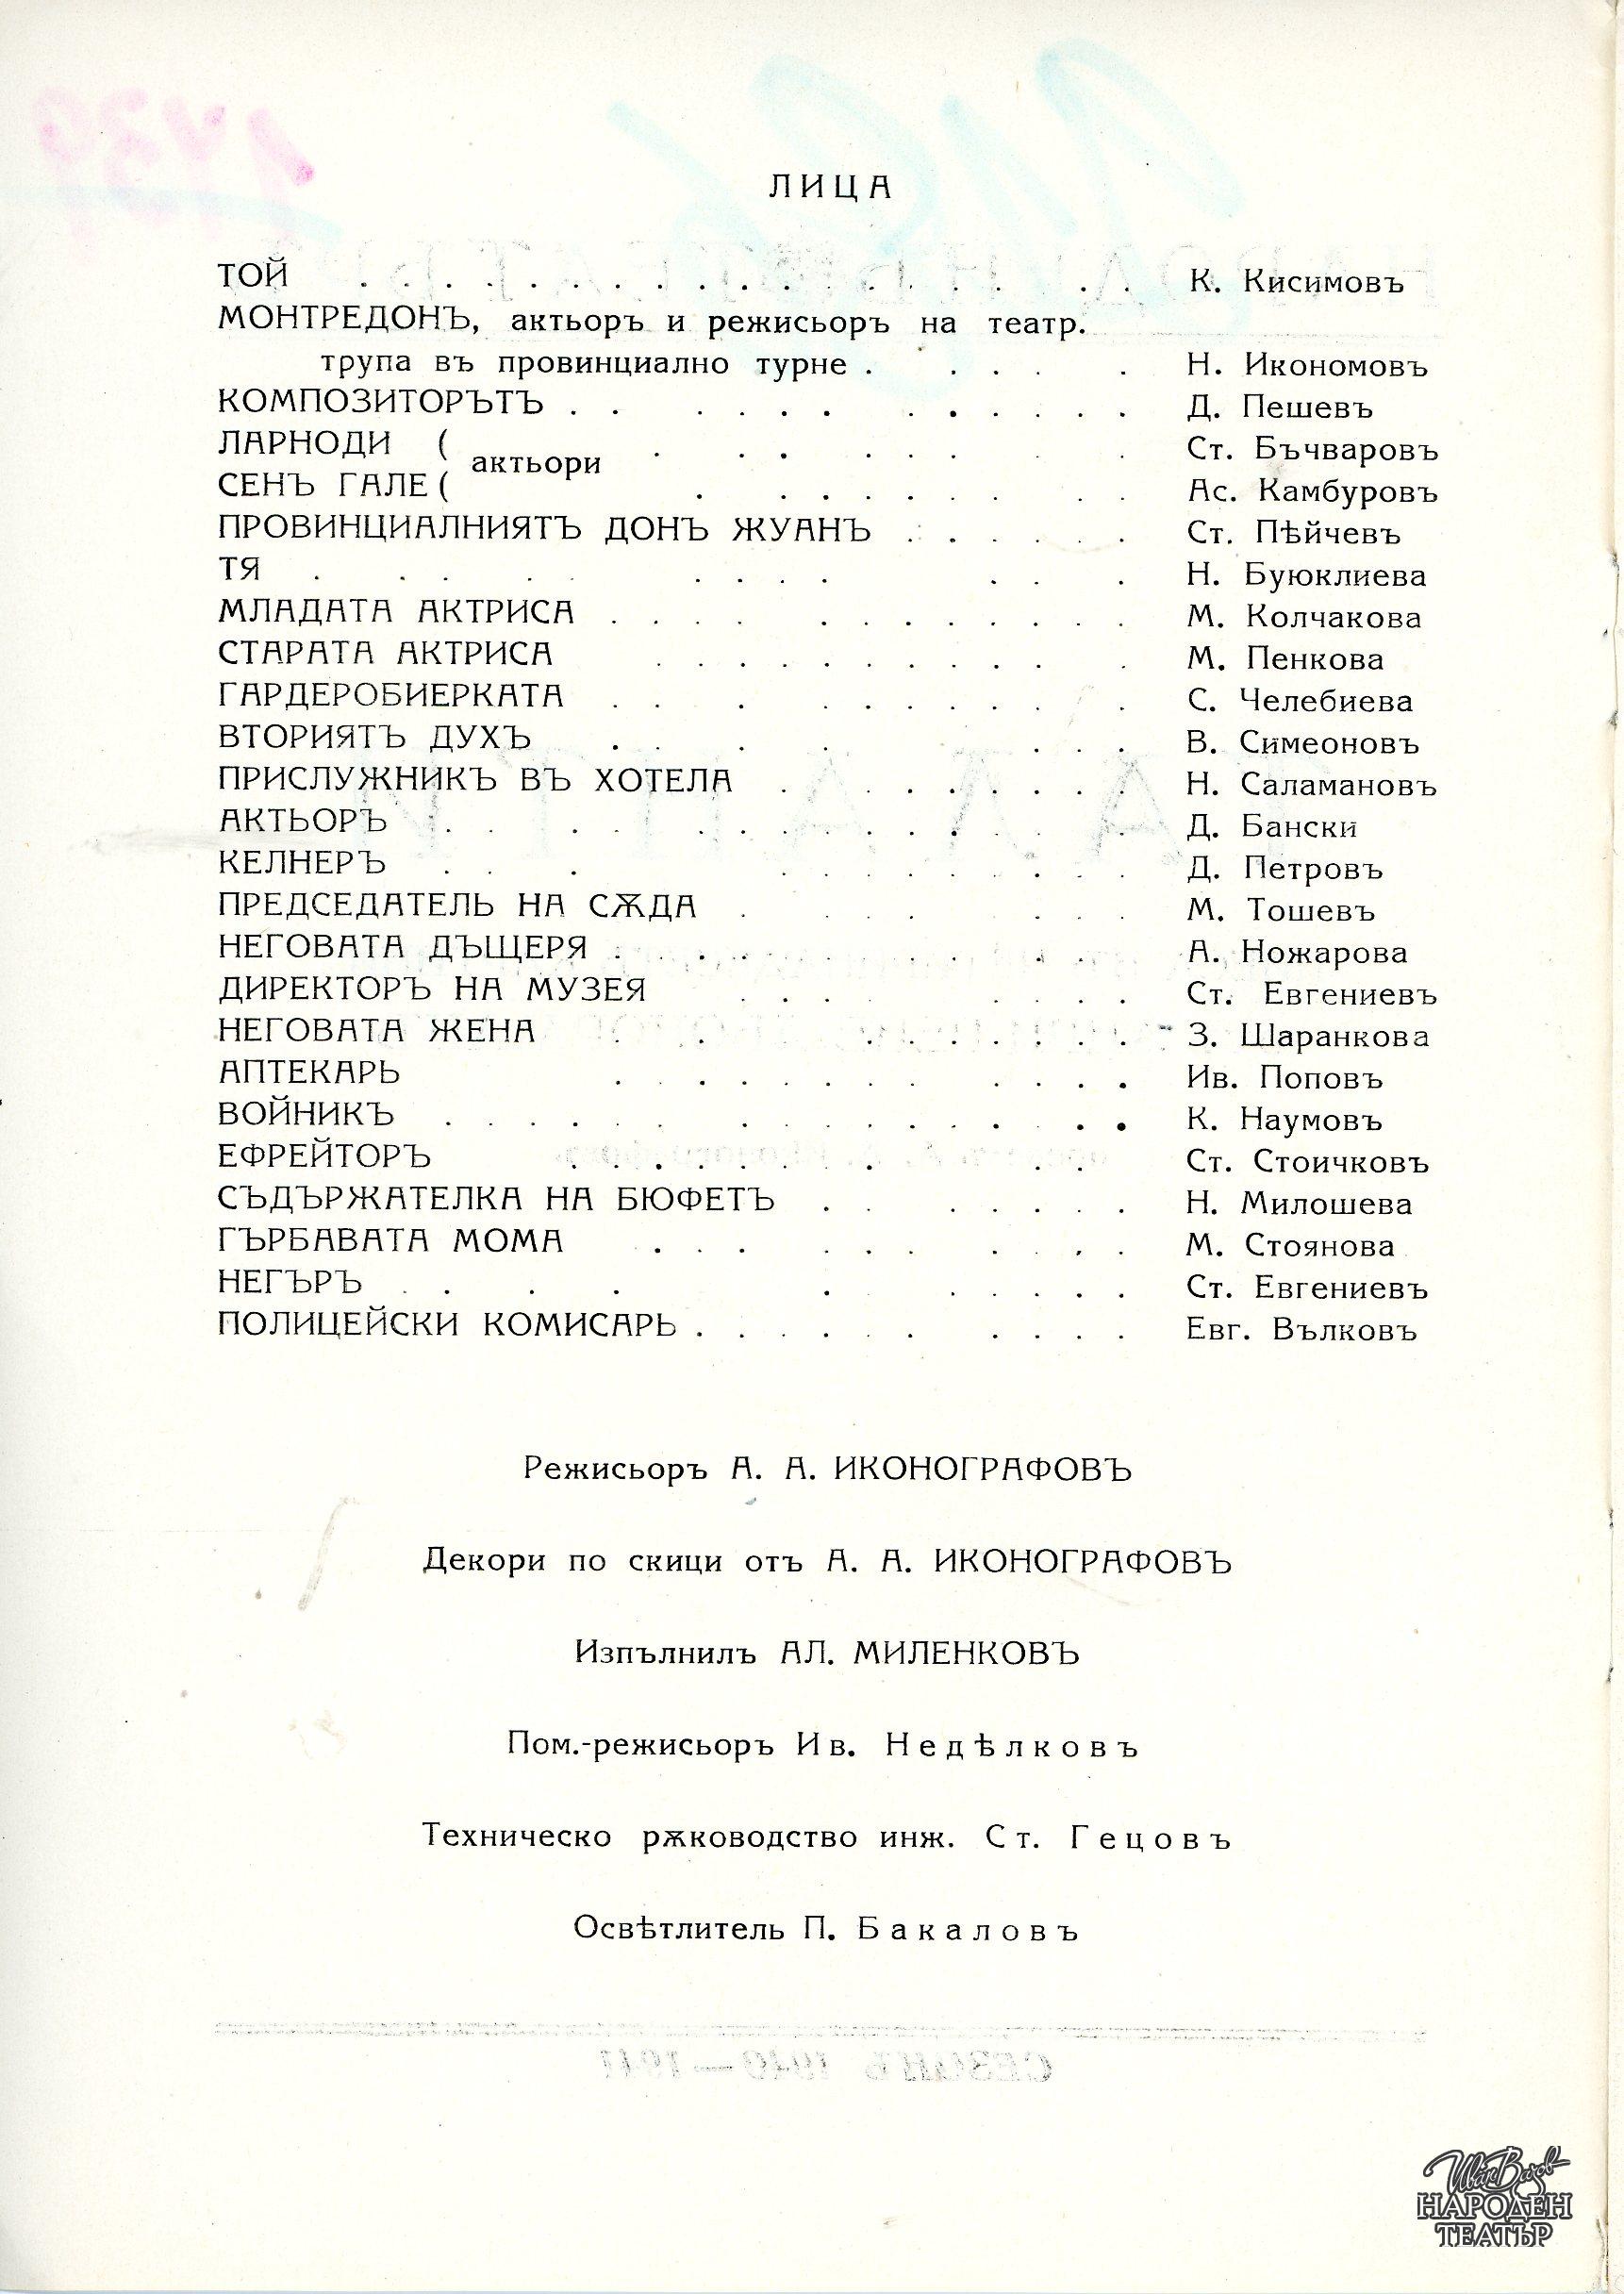 ЛИЦА
ТОЙ . . . . . . . . . . . . . . . . . К. Кисимовъ
МОНТРЕДОНЪ, актьоръ и режисьоръ на театр.
трупа въ провинциално турне . . . . . Н. Икономовъ
КОМПОЗИТОРЪТЪ . . . . . . . . . . . . Д. Пешевъ
ЛАРНОДИ ( . . . . . . . . Ст. Бъчваровъ
актьори
СЕНЪ ГАЛЕ ( . . . . . . . . . Ас. Камбуровъ
ПРОВИНЦИАЛНИЯТЪ ДОНЪ ЖУАНЪ . . . . . . Ст. Пѣйчевъ
ТЯ . . . . . . . . . . . . Н. Буюклиева
МЛАДАТА АКТРИСА . . . . . . . . . . . . М. Колчакова
СТАРАТА АКТРИСА . . . . . . . . . . . М. Пенкова
ГАРДЕРОБИЕРКАТА . . . . . . . . . . С. Челебиева
ВТОРИЯТЪ ДУХЪ . . . . . . . В. Симеоновъ
ПРИСЛУЖНИКЪ ВЪ ХОТЕЛА . . . . . . . Н. Саламановъ
АКТЬОРЪ . . . . . . . . . . . . Д. Бански
КЕЛНЕРЪ . . . . . . . . . . . . Д. Петровъ
ПРЕДСЕДАТЕЛЬ НА СѪДА . . . . . . . М. Тошевъ
НЕГОВАТА ДЪЩЕРЯ . . . . . . . . . А. Ножарова
ДИРЕКТОРЪ НА МУЗЕЯ . . . . . . . Ст. Евгениевъ
НЕГОВАТА ЖЕНА . . . . . . . . . З. Шаранкова
АПТЕКАРЬ . . . . . . . . . . . . Ив. Поповъ
ВОЙНИКЪ . . . . . . . . . . . . . . К. Наумовъ
ЕФРЕЙТОРЪ . . . . . . . . . . Ст. Стоичковъ
СЪДЪРЖАТЕЛКА НА БЮФЕТЪ . . . . . . . Н. Милошева
ГЪРБАВАТА МОМА . . . . . . . . . . М. Стоянова
НЕГЪРЪ . . . . . . . . . . Ст. Евгениевъ
ПОЛИЦЕЙСКИ КОМИСАРЬ . . . . . . . . . . Евг. Вълковъ
Режисьоръ А. А. ИКОНОГРАФОВЪ
Декори по скици отъ А. А. ИКОНОГРАФОВЪ
Изпълнилъ АЛ. МИЛЕНКОВЪ
Пом.-режисьоръ Ив. Недѣлковъ
Техническо рѫководство инж. Ст. Гецовъ
Освѣтлитель П. Бакаловъ
СЕЗОНЪ 1940—1941
Иван Вазов
НАРОДЕН
ТЕАТЪР